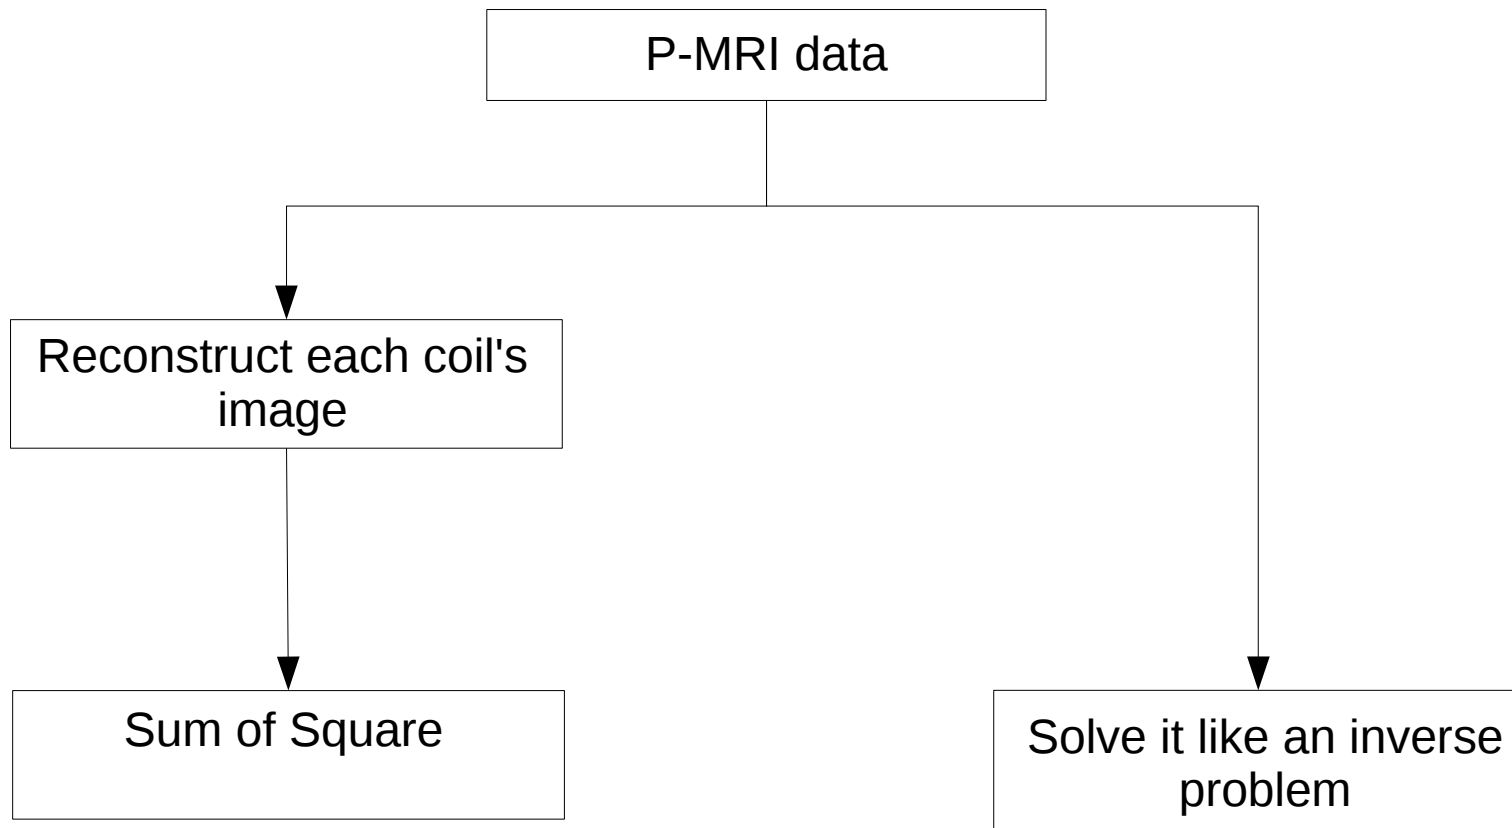 P-MRI data
Reconstruct each coil's
image
Sum of Square
Solve it like an inverse
problem